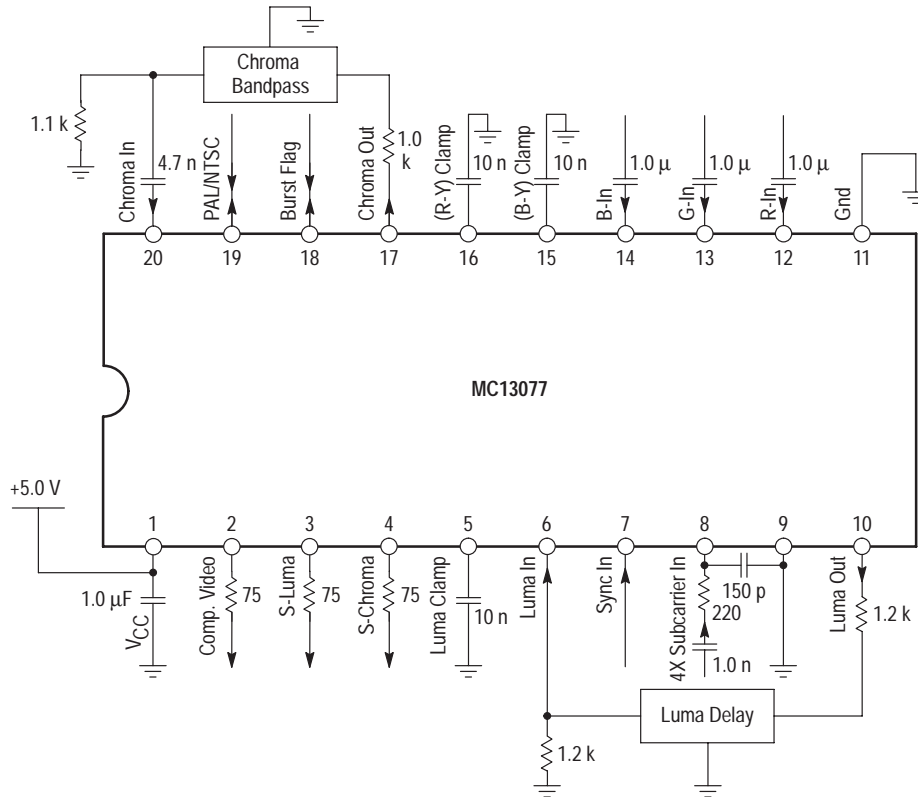 Chroma
Bandpass
1.1 k
Chroma In
4.7 n
PAL/NTSC
Burst Flag
Chroma Out
1.0
k
(R-Y) Clamp
10 n
(B-Y) Clamp
10 n
B-In
1.0 μ
G-In
1.0 μ
R-In
1.0 μ
Gnd
20
19
18
17
16
15
14
13
12
11
MC13077
+5.0 V
1
2
3
4
5
6
7
8
9
10
1.0 μF
VCC
Comp. Video
75
S-Luma
75
S-Chroma
75
Luma Clamp
10 n
Luma In
Sync In
4X Subcarrier In
150 p
220
1.0 n
Luma Out
1.2 k
Luma Delay
1.2 k